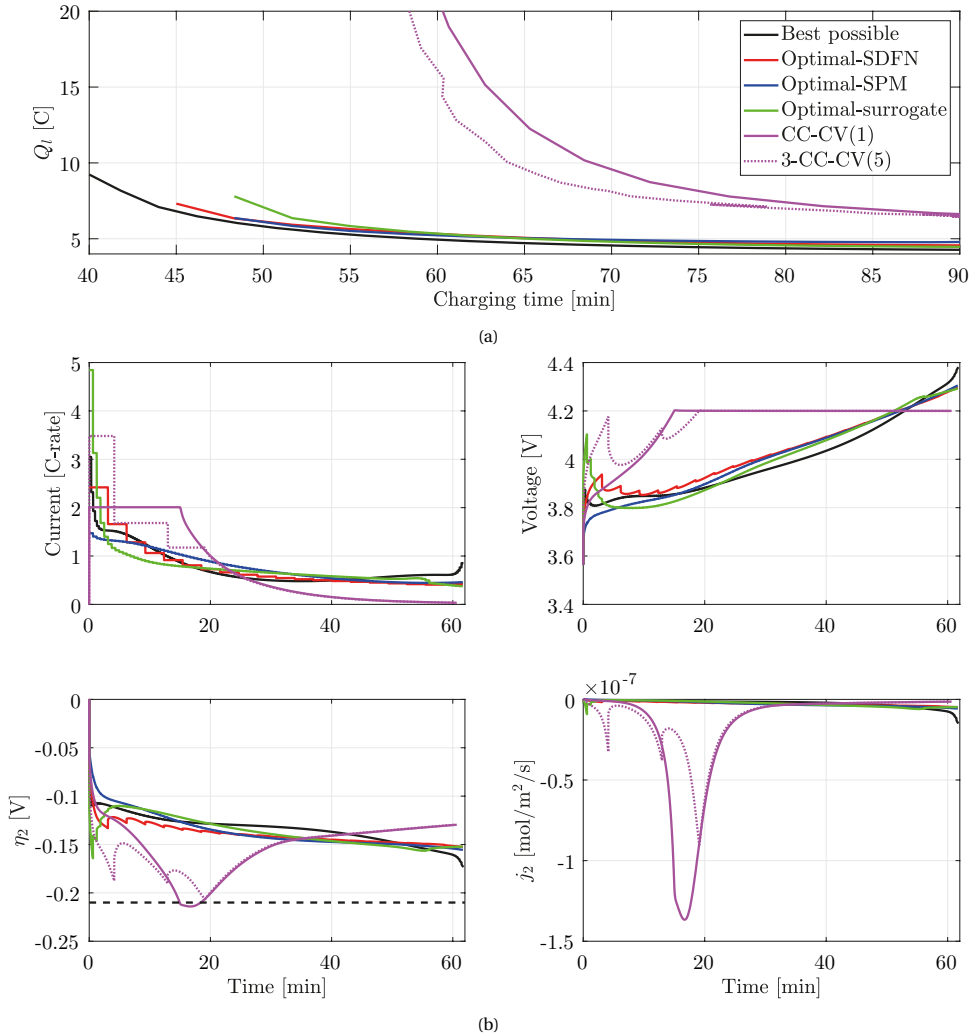 20
15
10
5
Q_l [C]
40 45 50 55 60 65 70 75 80 85 90
Charging time [min]
Best possible
Optimal-SDFN
Optimal-SPM
Optimal-surrogate
CC-CV(1)
3-CC-CV(5)
(a)
5
4
3
2
1
0
Current [C-rate]
0 20 40 60
4.4
4.2
4
3.8
3.6
3.4
Voltage [V]
0 20 40 60
0
-0.05
-0.1
-0.15
-0.2
-0.25
η_2 [V]
0 20 40 60
Time [min]
×10^-7
0
-0.5
-1
-1.5
j_2 [mol/m^2/s]
0 20 40 60
Time [min]
(b)